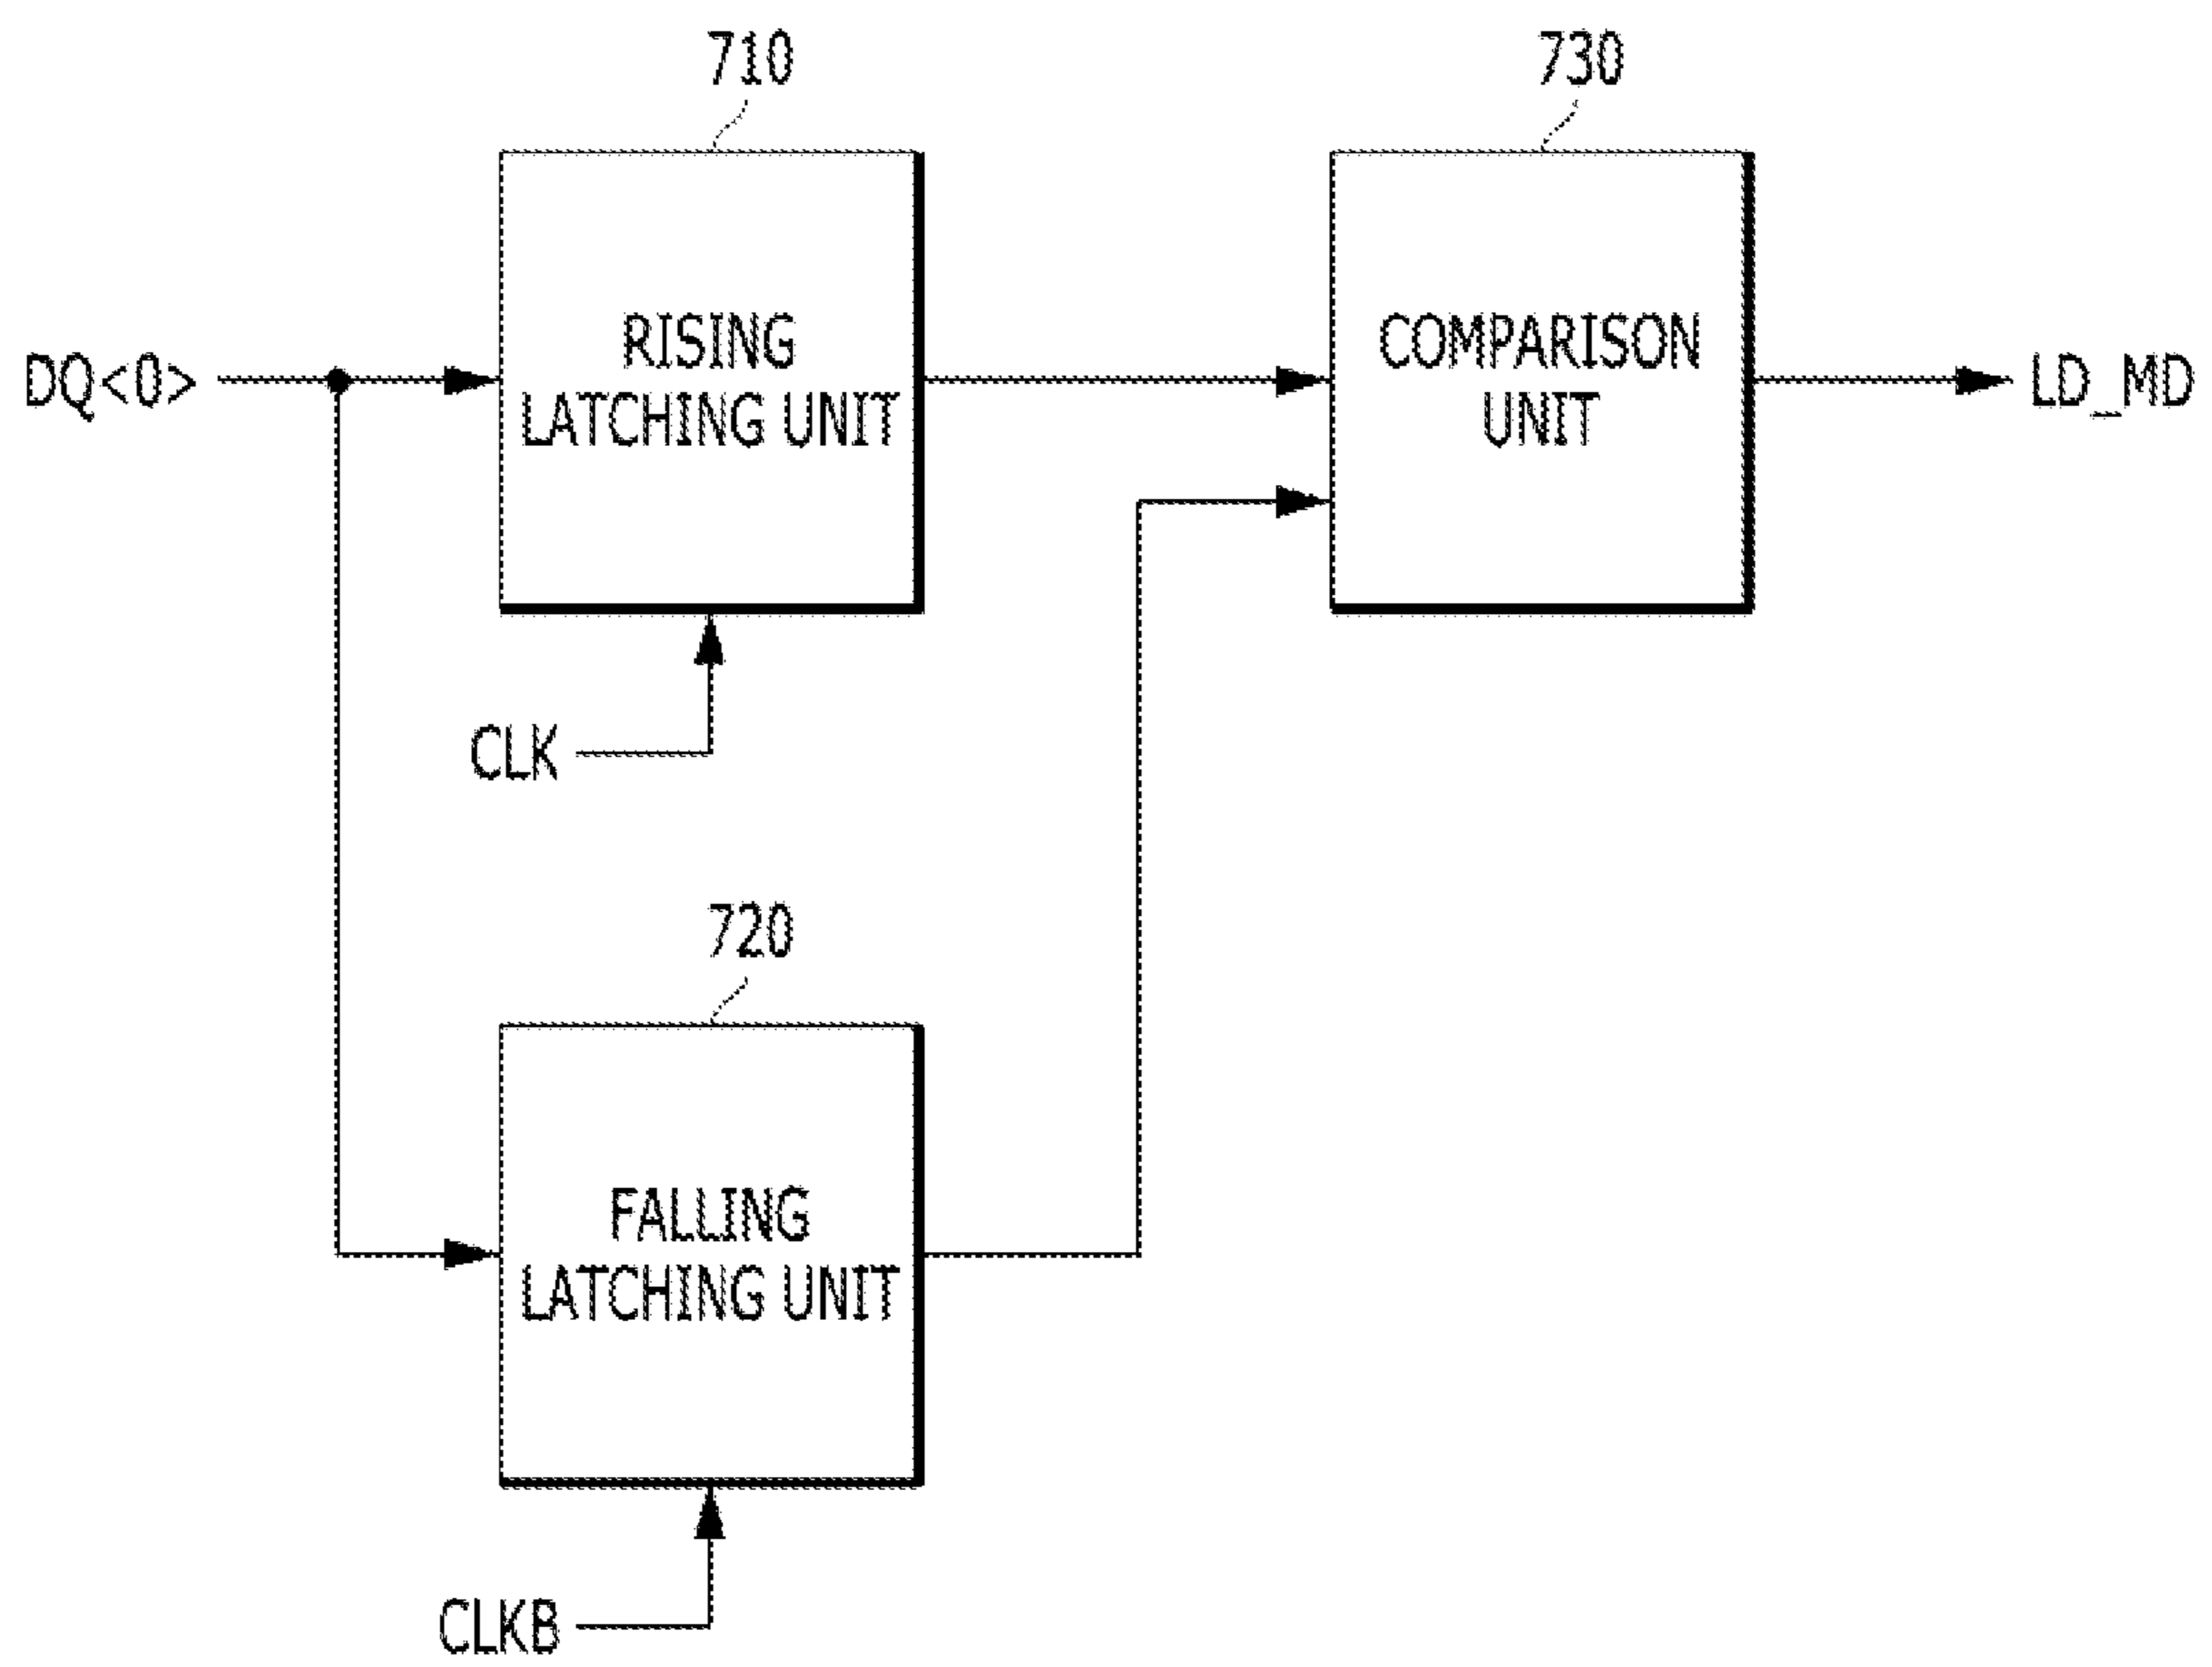 710
730
DQ<0>
RISING
LATCHING UNIT
COMPARISON
UNIT
LD_MD
CLK
720
FALLING
LATCHING UNIT
CLKB